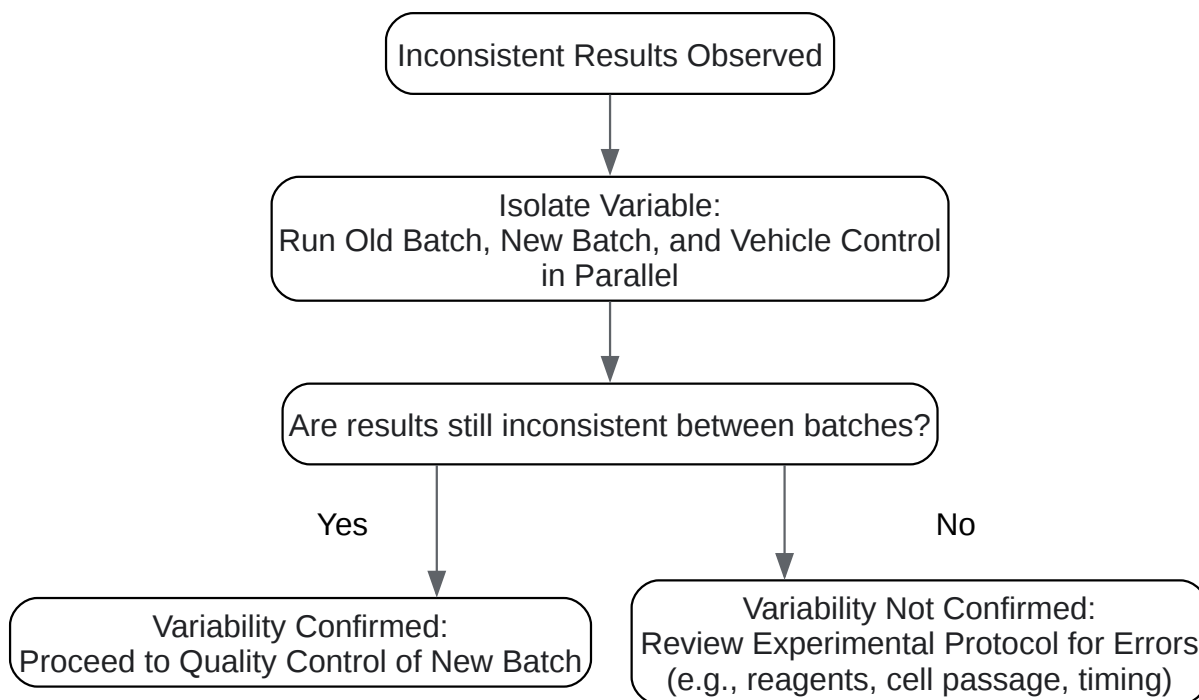 Inconsistent Results Observed
Isolate Variable:
Run Old Batch, New Batch, and Vehicle Control
in Parallel
Are results still inconsistent between batches?
Yes
No
Variability Confirmed:
Proceed to Quality Control of New Batch
Variability Not Confirmed:
Review Experimental Protocol for Errors
(e.g., reagents, cell passage, timing)